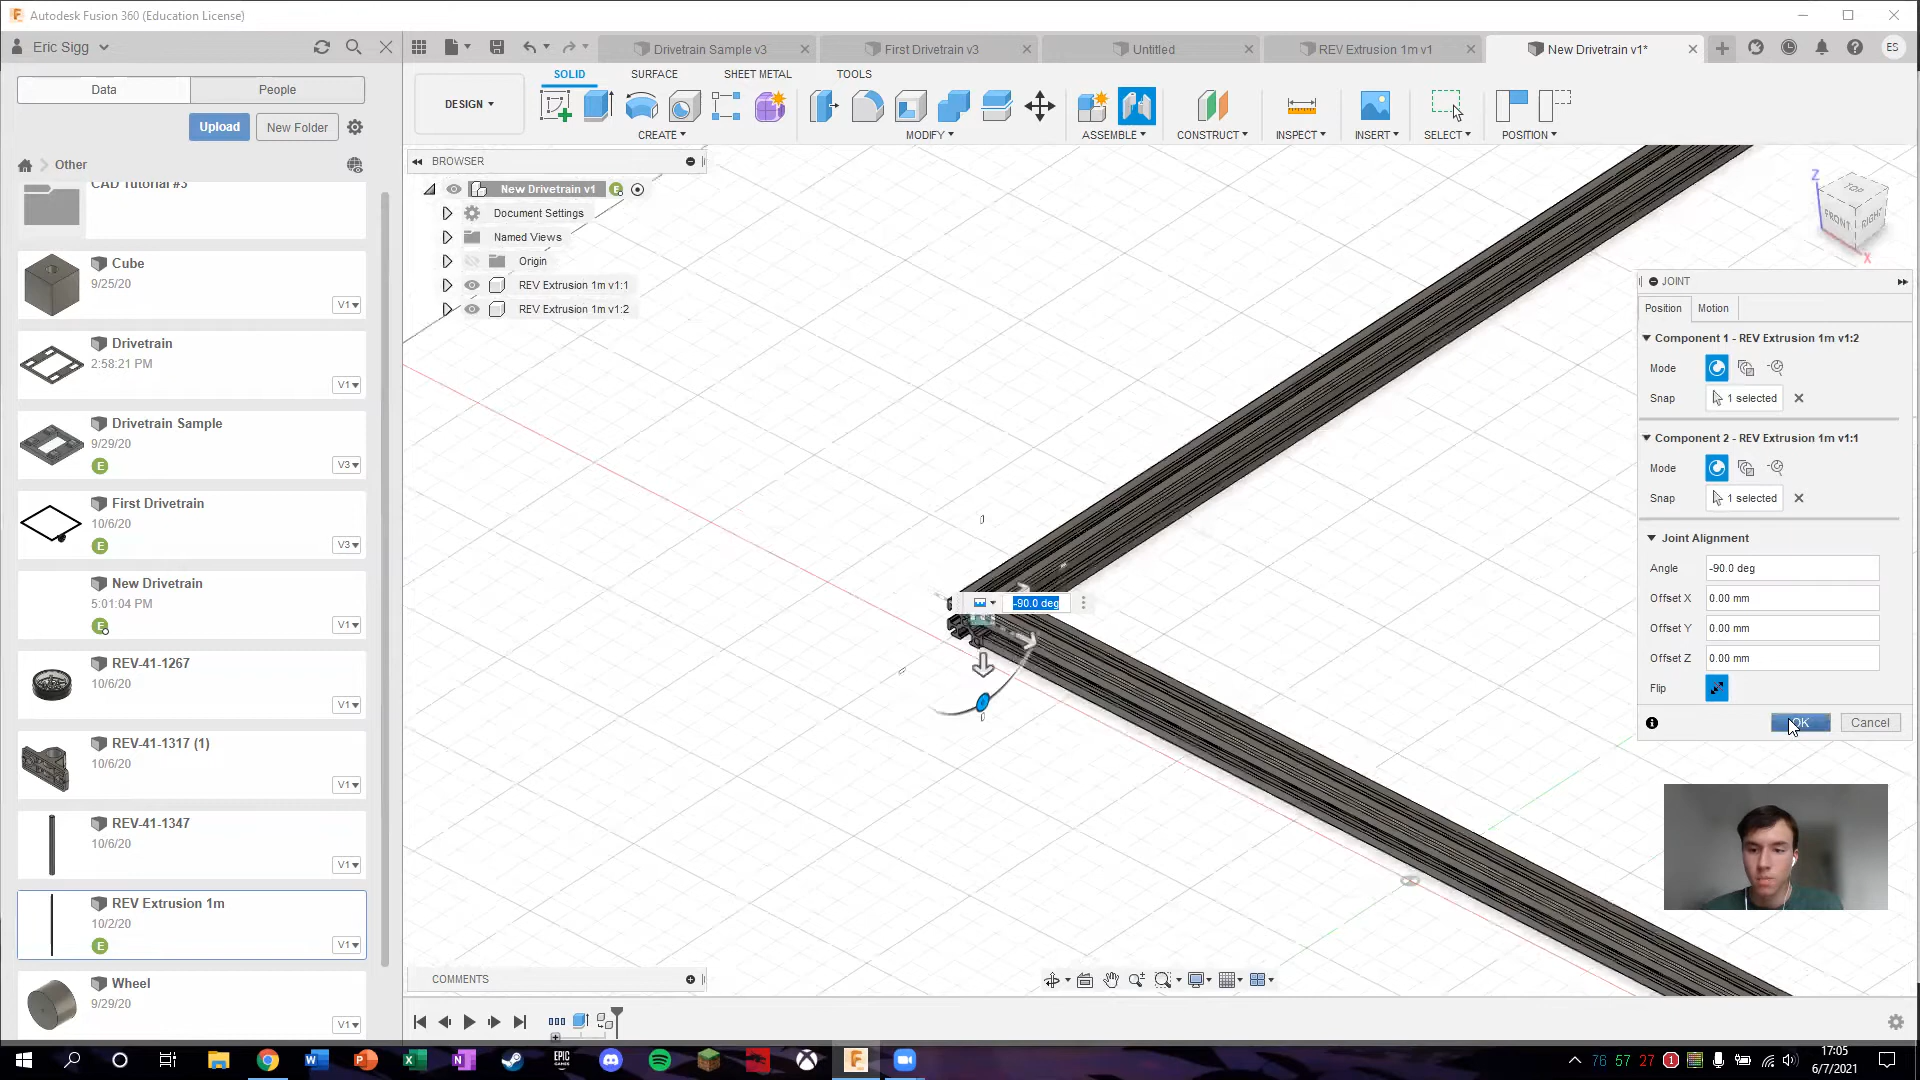 Autodesk Fusion 360 (Education License)
Eric Sigg
Drivetrain Sample v3
First Drivetrain v3
Untitled
REV Extrusion 1m v1
New Drivetrain v1*
ES
Data
People
Upload
New Folder
Other
CAD Tutorial #3
Cube
9/25/20
V1
Drivetrain
2:58:21 PM
V1
Drivetrain Sample
9/29/20
E
V3
First Drivetrain
10/6/20
E
V3
New Drivetrain
5:01:04 PM
E
V1
REV-41-1267
10/6/20
V1
REV-41-1317 (1)
10/6/20
V1
REV-41-1347
10/6/20
V1
REV Extrusion 1m
10/2/20
E
V1
Wheel
9/29/20
V1
DESIGN
SOLID
SURFACE
SHEET METAL
TOOLS
CREATE
MODIFY
ASSEMBLE
CONSTRUCT
INSPECT
INSERT
SELECT
POSITION
BROWSER
New Drivetrain v1
E
Document Settings
Named Views
Origin
REV Extrusion 1m v1:1
REV Extrusion 1m v1:2
Z
TOP
FRONT
RIGHT
X
-90.0 deg
JOINT
Position
Motion
Component 1 - REV Extrusion 1m v1:2
Mode
Snap
1 selected
Component 2 - REV Extrusion 1m v1:1
Mode
Snap
1 selected
Joint Alignment
Angle
-90.0 deg
Offset X
0.00 mm
Offset Y
0.00 mm
Offset Z
0.00 mm
Flip
OK
Cancel
COMMENTS
EPIC
GAMES
76
57
27
1
17:05
6/7/2021